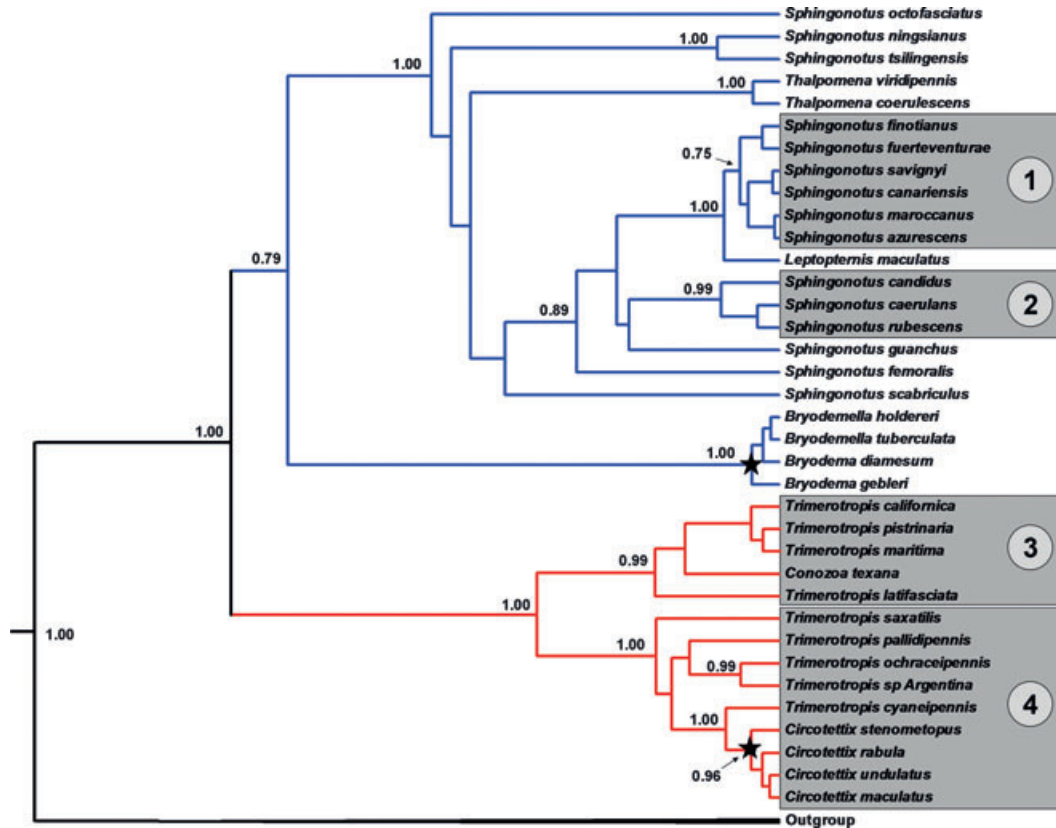 Sphingonotus octofasciatus
1.00
Sphingonotus ningsianus
1.00
Sphingonotus tsilingensis
1.00
Thalpomena viridipennis
Thalpomena coerulescens
Sphingonotus finotianus
0.75
Sphingonotus fuerteventurae
Sphingonotus savignyi
1
Sphingonotus canariensis
1.00
Sphingonotus maroccanus
Sphingonotus azurescens
0.79
Leptopternis maculatus
Sphingonotus candidus
0.99
Sphingonotus caerulans
2
0.89
Sphingonotus rubescens
Sphingonotus guanchus
Sphingonotus femoralis
Sphingonotus scabriculus
Bryodemella holdereri
1.00
Bryodemella tuberculata
1.00
Bryodema diamesum
Bryodema gebleri
Trimerotropis californica
Trimerotropis pistrinaria
3
0.99
Trimerotropis maritima
Conozoa texana
1.00
Trimerotropis latifasciata
Trimerotropis saxatilis
1.00
1.00
Trimerotropis pallidipennis
0.99
Trimerotropis ochraceipennis
Trimerotropis sp Argentina
4
1.00
Trimerotropis cyaneipennis
Circotettix stenometopus
Circotettix rabula
0.96
Circotettix undulatus
Circotettix maculatus
Outgroup